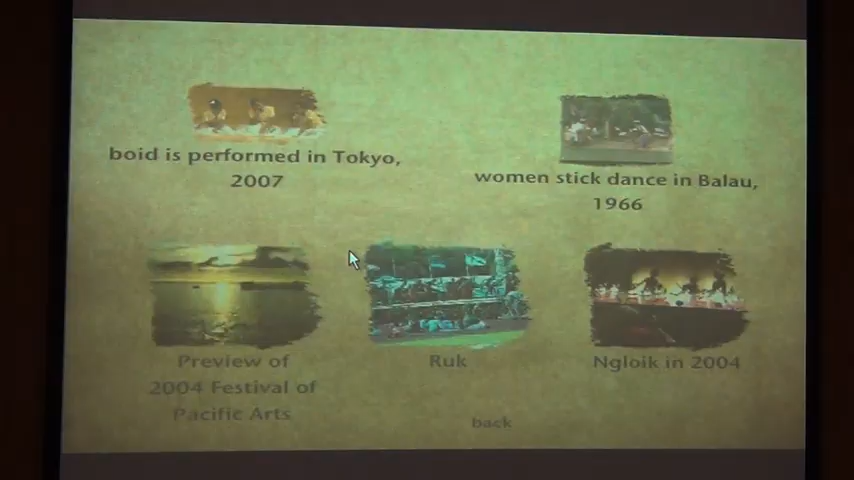 boid is performed in Tokyo,
2007
women stick dance in Balau,
1966
Preview of
2004 Festival of
Pacific Arts
Ruk
Ngloik in 2004
back